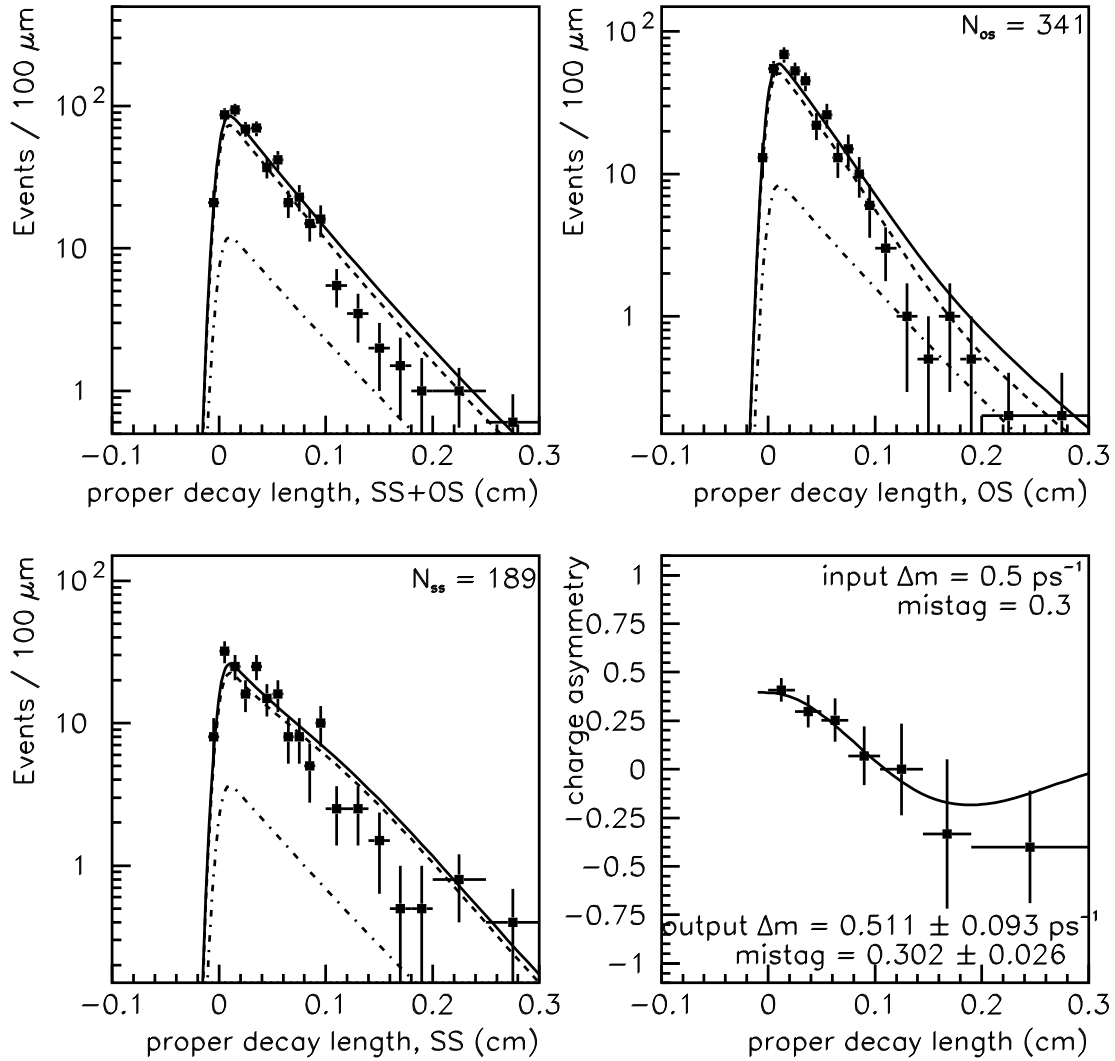 Events / 100 μm
10²
10
1
−0.1 0 0.1 0.2 0.3
proper decay length, SS+OS (cm)
Events / 100 μm
N_os = 341
10²
10
1
−0.1 0 0.1 0.2 0.3
proper decay length, OS (cm)
Events / 100 μm
N_ss = 189
10²
10
1
−0.1 0 0.1 0.2 0.3
proper decay length, SS (cm)
charge asymmetry
input Δm = 0.5 ps⁻¹
mistag = 0.3
1
0.75
0.5
0.25
0
−0.25
−0.5
−0.75
−1
output Δm = 0.511 ± 0.093 ps⁻¹
mistag = 0.302 ± 0.026
−0.1 0 0.1 0.2 0.3
proper decay length (cm)